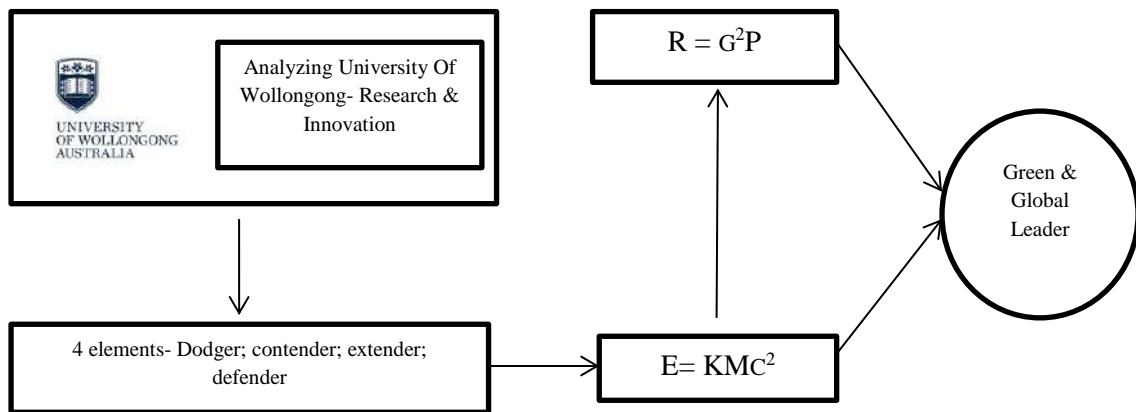 UNIVERSITY
OF WOLLONGONG
AUSTRALIA
Analyzing University Of
Wollongong- Research &
Innovation
R = G²P
Green &
Global
Leader
4 elements- Dodger; contender; extender;
defender
E= KMC²